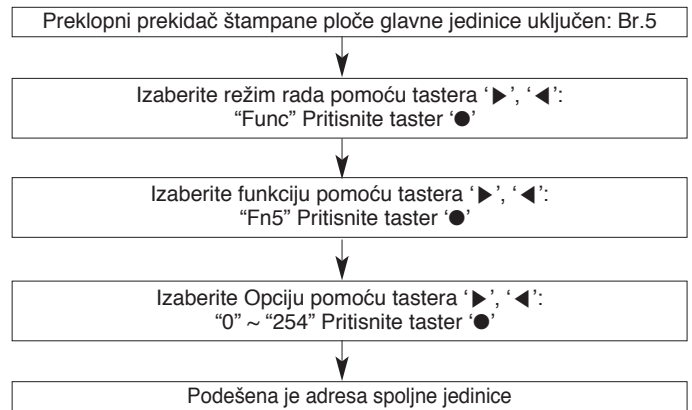 Preklopni prekidač štampane ploče glavne jedinice uključen: Br.5
Izaberite režim rada pomoću tastera ‘▶’, ‘◀’:
“Func” Pritisnite taster ‘●’
Izaberite funkciju pomoću tastera ‘▶’, ‘◀’:
“Fn5” Pritisnite taster ‘●’
Izaberite Opciju pomoću tastera ‘▶’, ‘◀’:
“0” ~ “254” Pritisnite taster ‘●’
Podešena je adresa spoljne jedinice